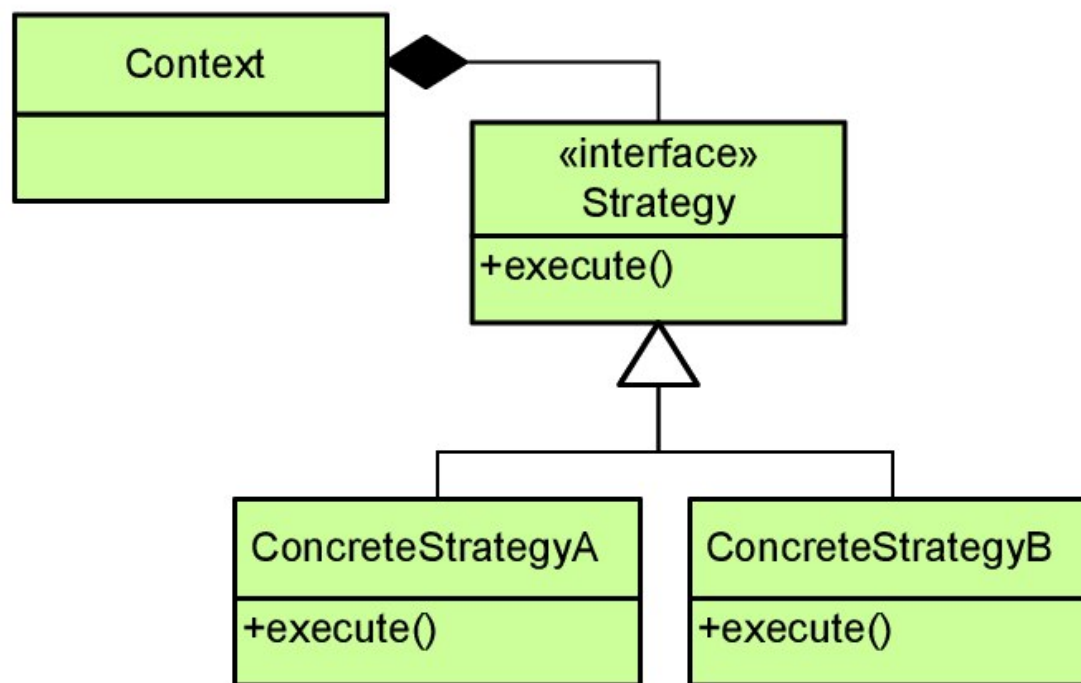 Context
«interface»
Strategy
+execute()
ConcreteStrategyA
+execute()
ConcreteStrategyB
+execute()